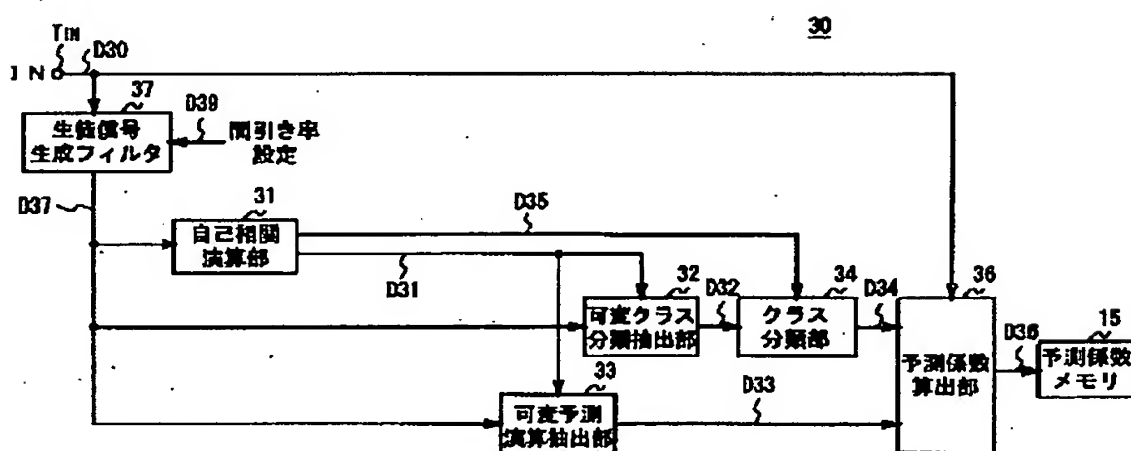 30
TIN
IN
D30
37
生徒信号
生成フィルタ
D39
間引き率
設定
D37
31
自己相関
演算部
D35
D31
32
可変クラス
分類抽出部
D32
34
クラス
分類部
D34
36
予測係数
算出部
D36
15
予測係数
メモリ
33
可変予測
演算抽出部
D33